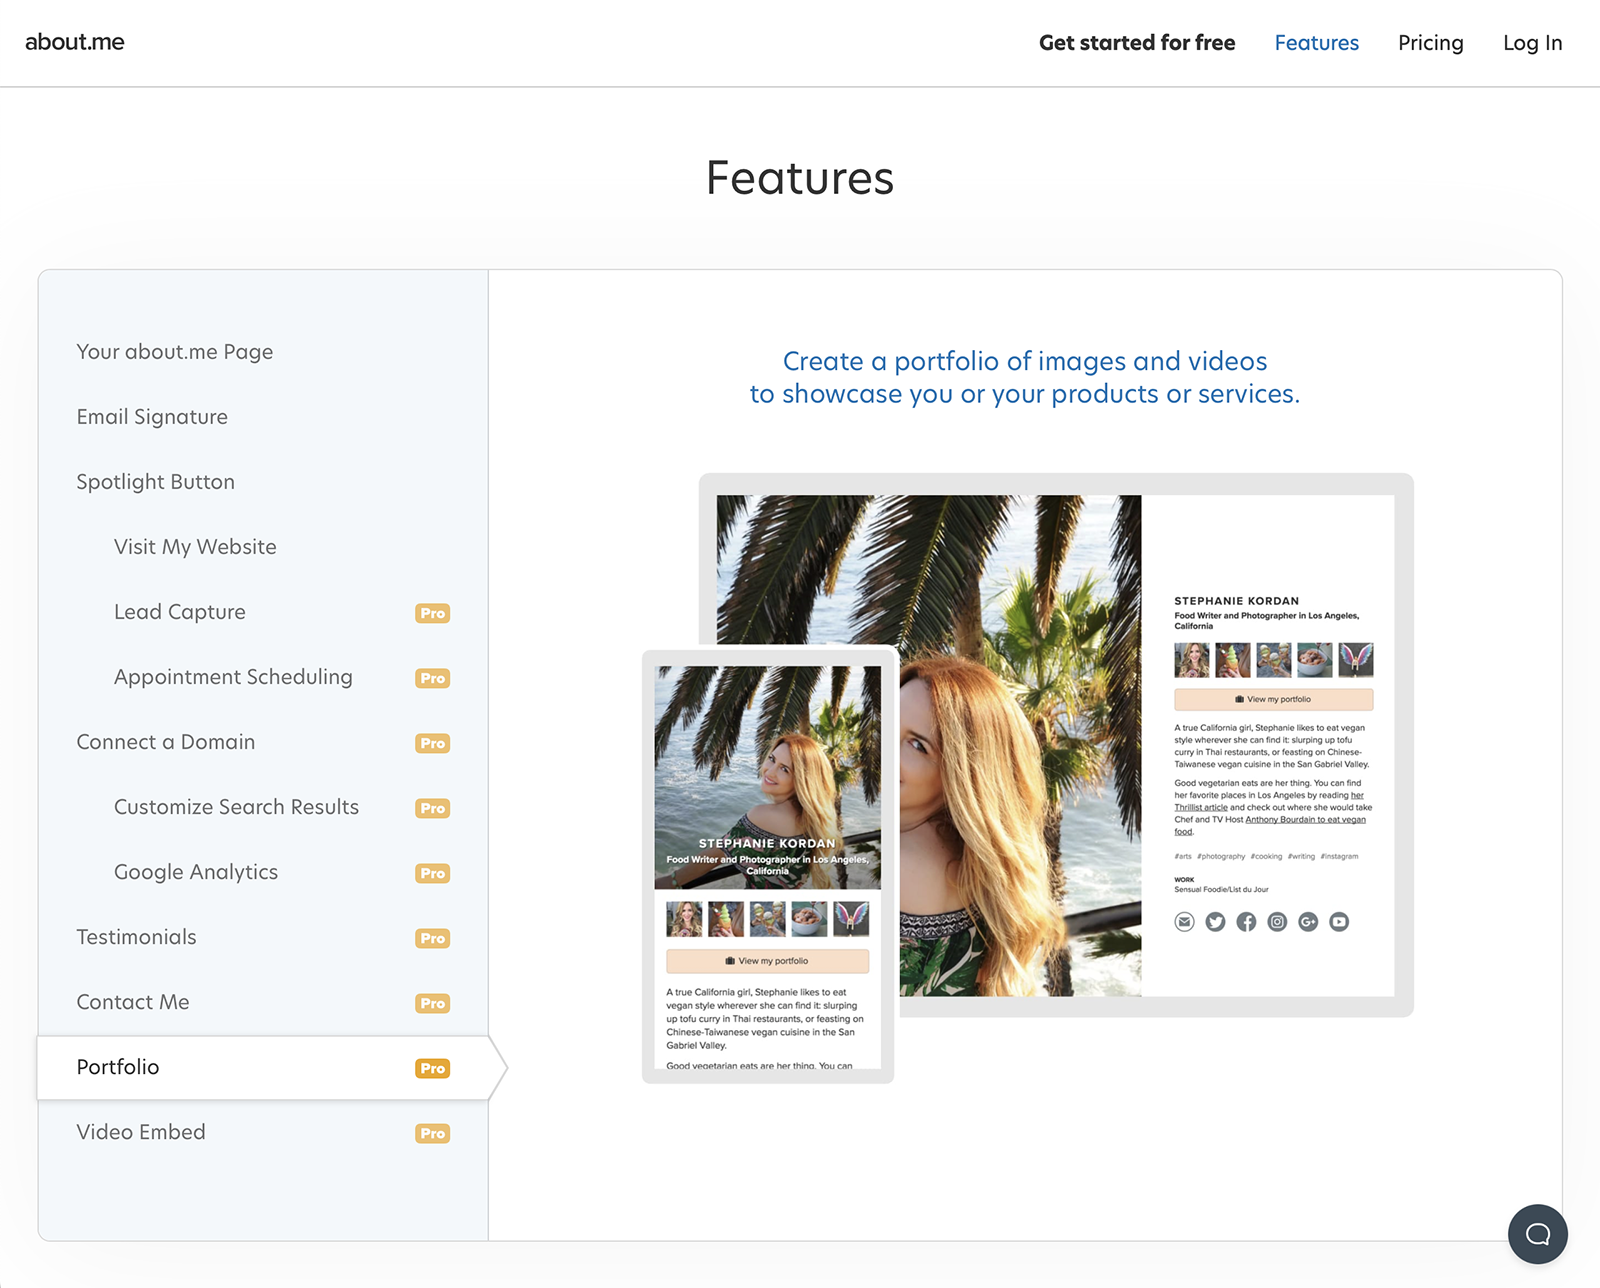 about.me
Get started for free
Features
Pricing
Log In
Features
Your about.me Page
Email Signature
Spotlight Button
Visit My Website
Lead Capture
Pro
Appointment Scheduling
Pro
Connect a Domain
Pro
Customize Search Results
Pro
Google Analytics
Pro
Testimonials
Pro
Contact Me
Pro
Portfolio
Pro
Video Embed
Pro
Create a portfolio of images and videos
to showcase you or your products or services.
STEPHANIE KORDAN
Food Writer and Photographer in Los Angeles,
California
View my portfolio
A true California girl, Stephanie likes to eat
vegan style wherever she can find it: slurping
up tofu curry in Thai restaurants, or feasting on
Chinese-Taiwanese vegan cuisine in the San
Gabriel Valley.
Good vegetarian eats are her thing. You can
STEPHANIE KORDAN
Food Writer and Photographer in Los Angeles,
California
View my portfolio
A true California girl, Stephanie likes to eat vegan
style wherever she can find it: slurping up tofu
curry in Thai restaurants, or feasting on Chinese-
Taiwanese vegan cuisine in the San Gabriel Valley.
Good vegetarian eats are her thing. You can find
her favorite places in Los Angeles by reading her
Thrillist article and check out where she would take
Chef and TV Host Anthony Bourdain to eat vegan
food.
#arts #photography #cooking #writing #instagram
WORK
Sensual Foodie/List du Jour